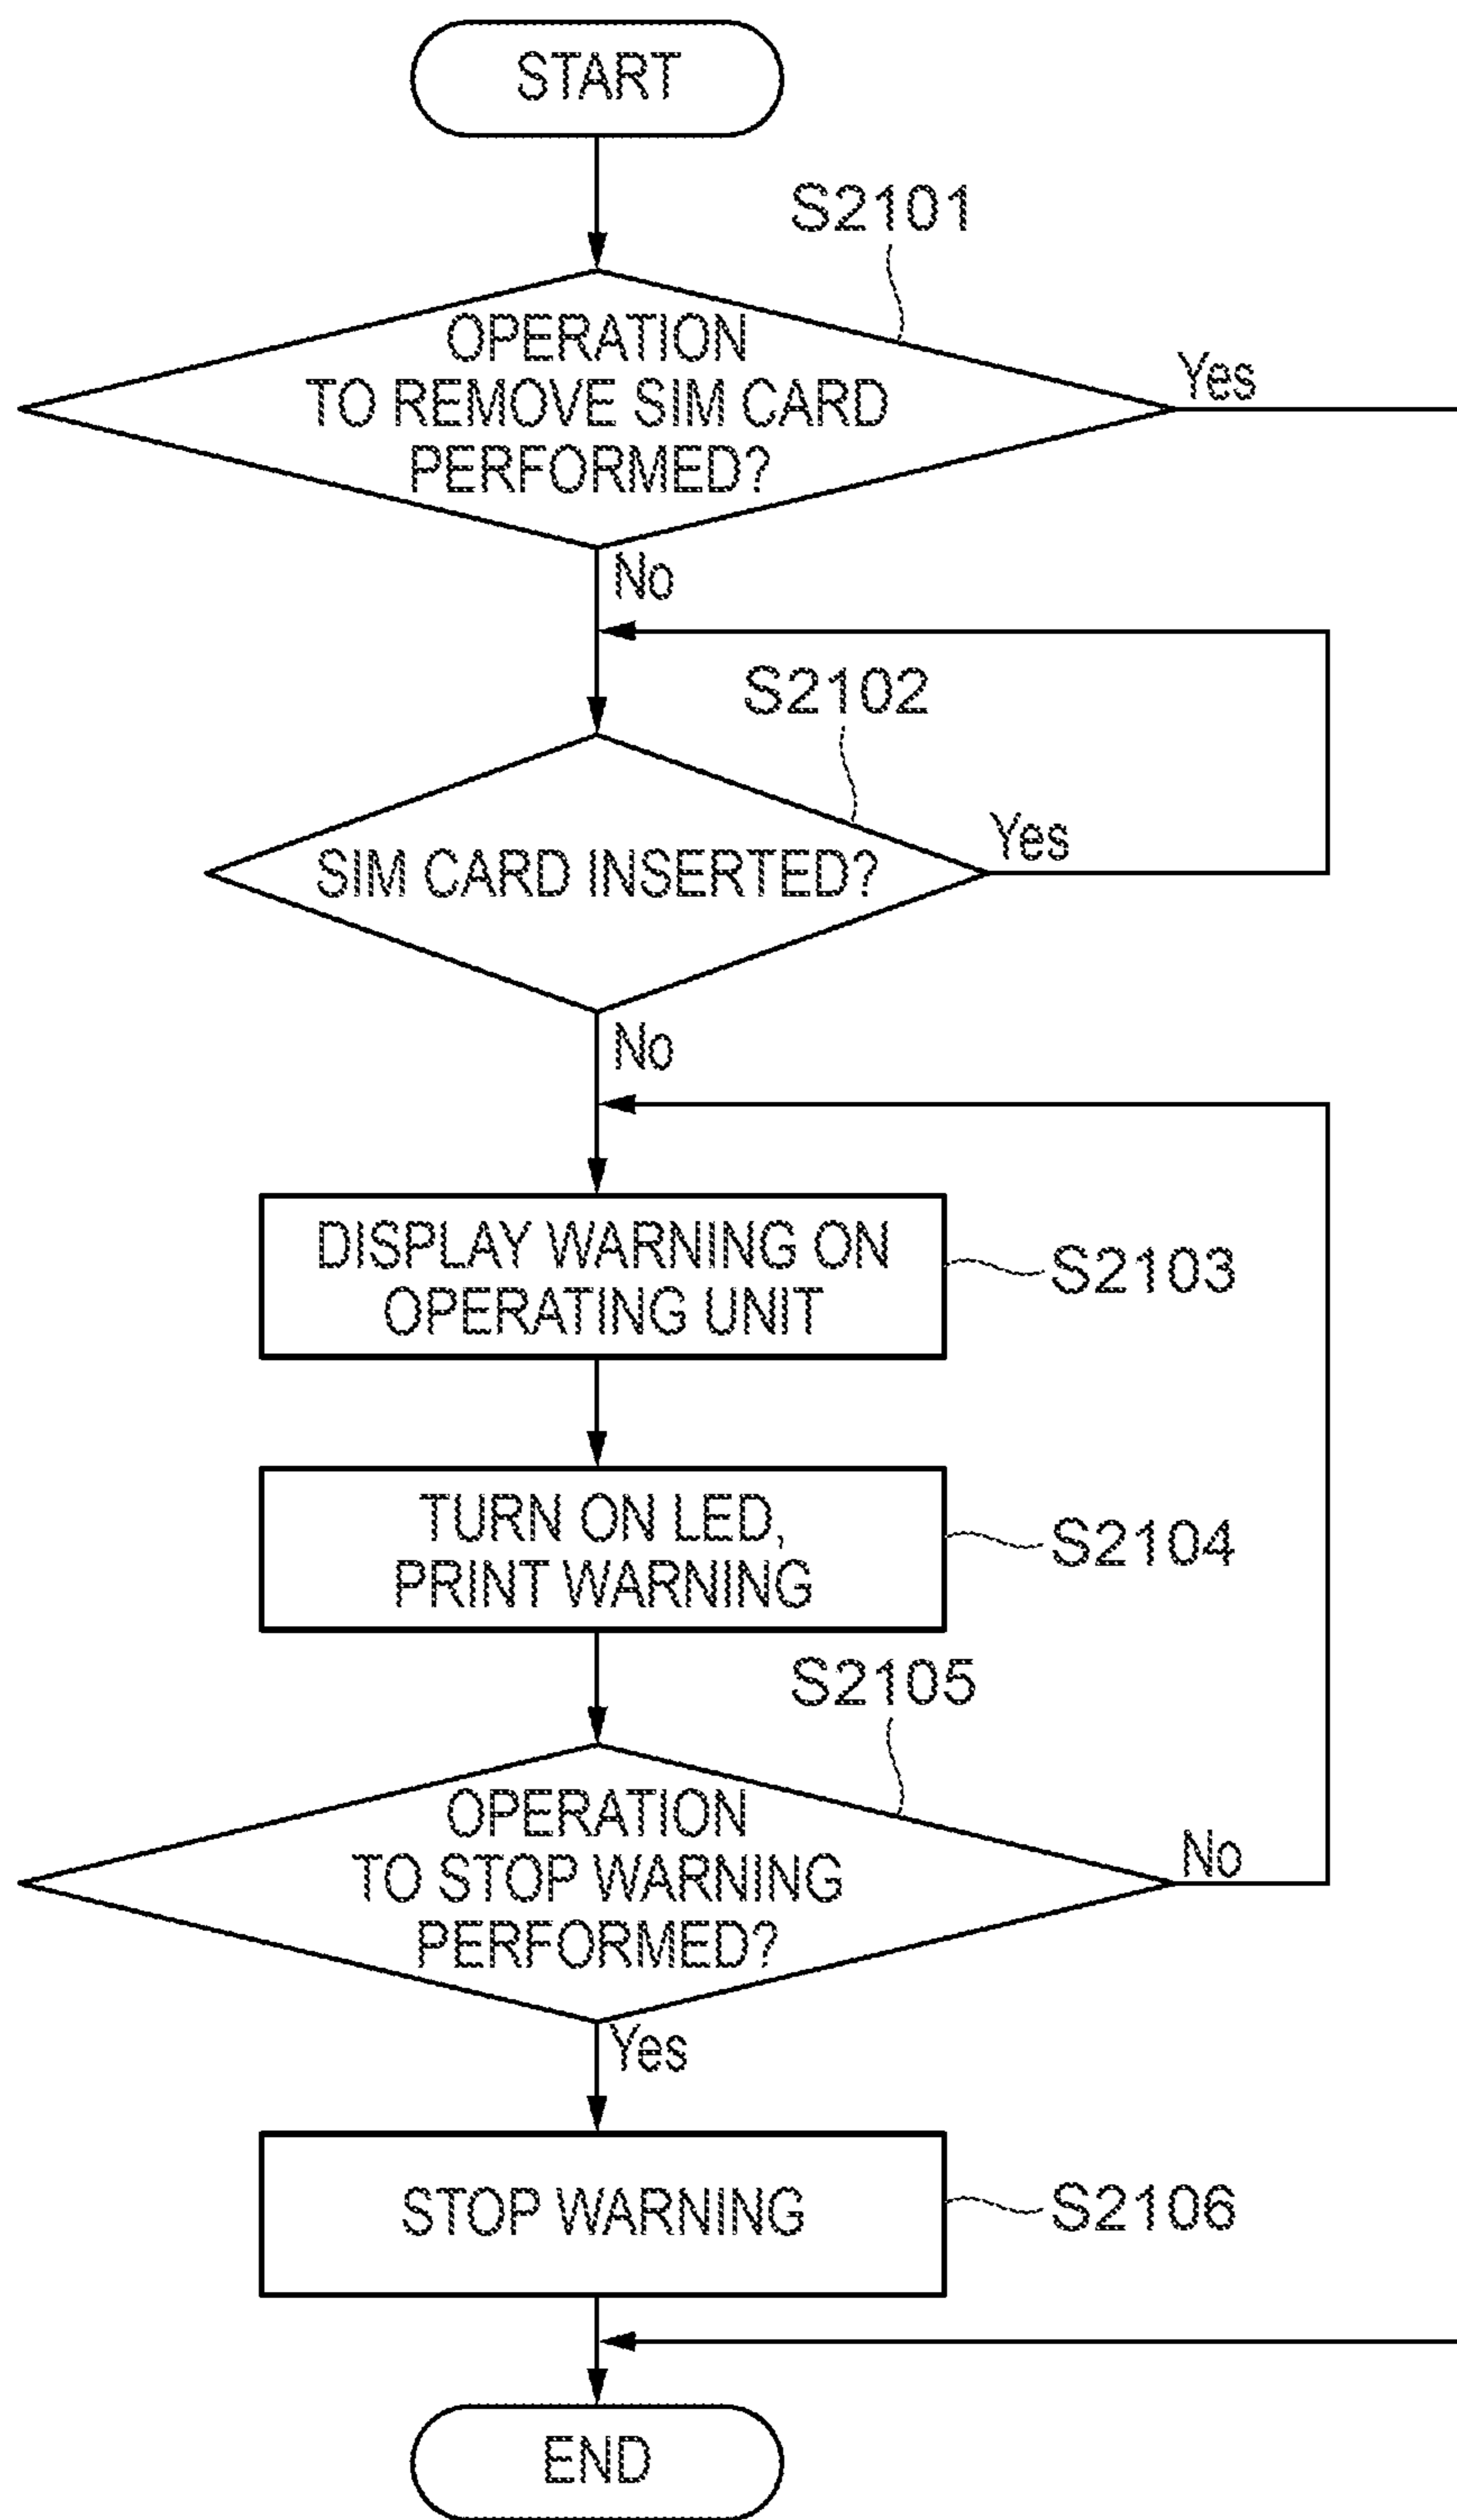 START
S2101
OPERATION
TO REMOVE SIM CARD
PERFORMED?
Yes
No
S2102
SIM CARD INSERTED?
Yes
No
DISPLAY WARNING ON
OPERATING UNIT
S2103
TURN ON LED,
PRINT WARNING
S2104
S2105
OPERATION
TO STOP WARNING
PERFORMED?
No
Yes
STOP WARNING
S2106
END